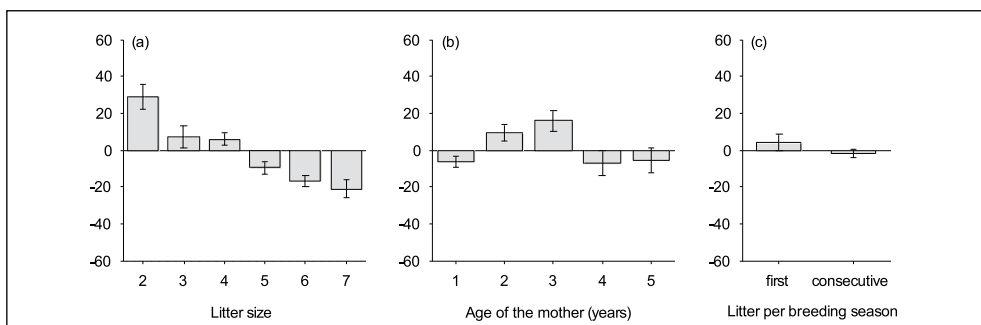 (a)
60
40
20
0
-20
-40
-60
2 3 4 5 6 7
Litter size
(b)
60
40
20
0
-20
-40
-60
1 2 3 4 5
Age of the mother (years)
(c)
60
40
20
0
-20
-40
-60
first consecutive
Litter per breeding season